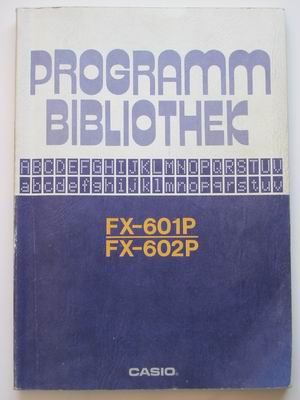 PROGRAMM
BIBLIOTHEK
ABCDEFGHIJKLMNOPQRSTUV
abcdefghijklmnopqrstuv
FX-601P
FX-602P
CASIO